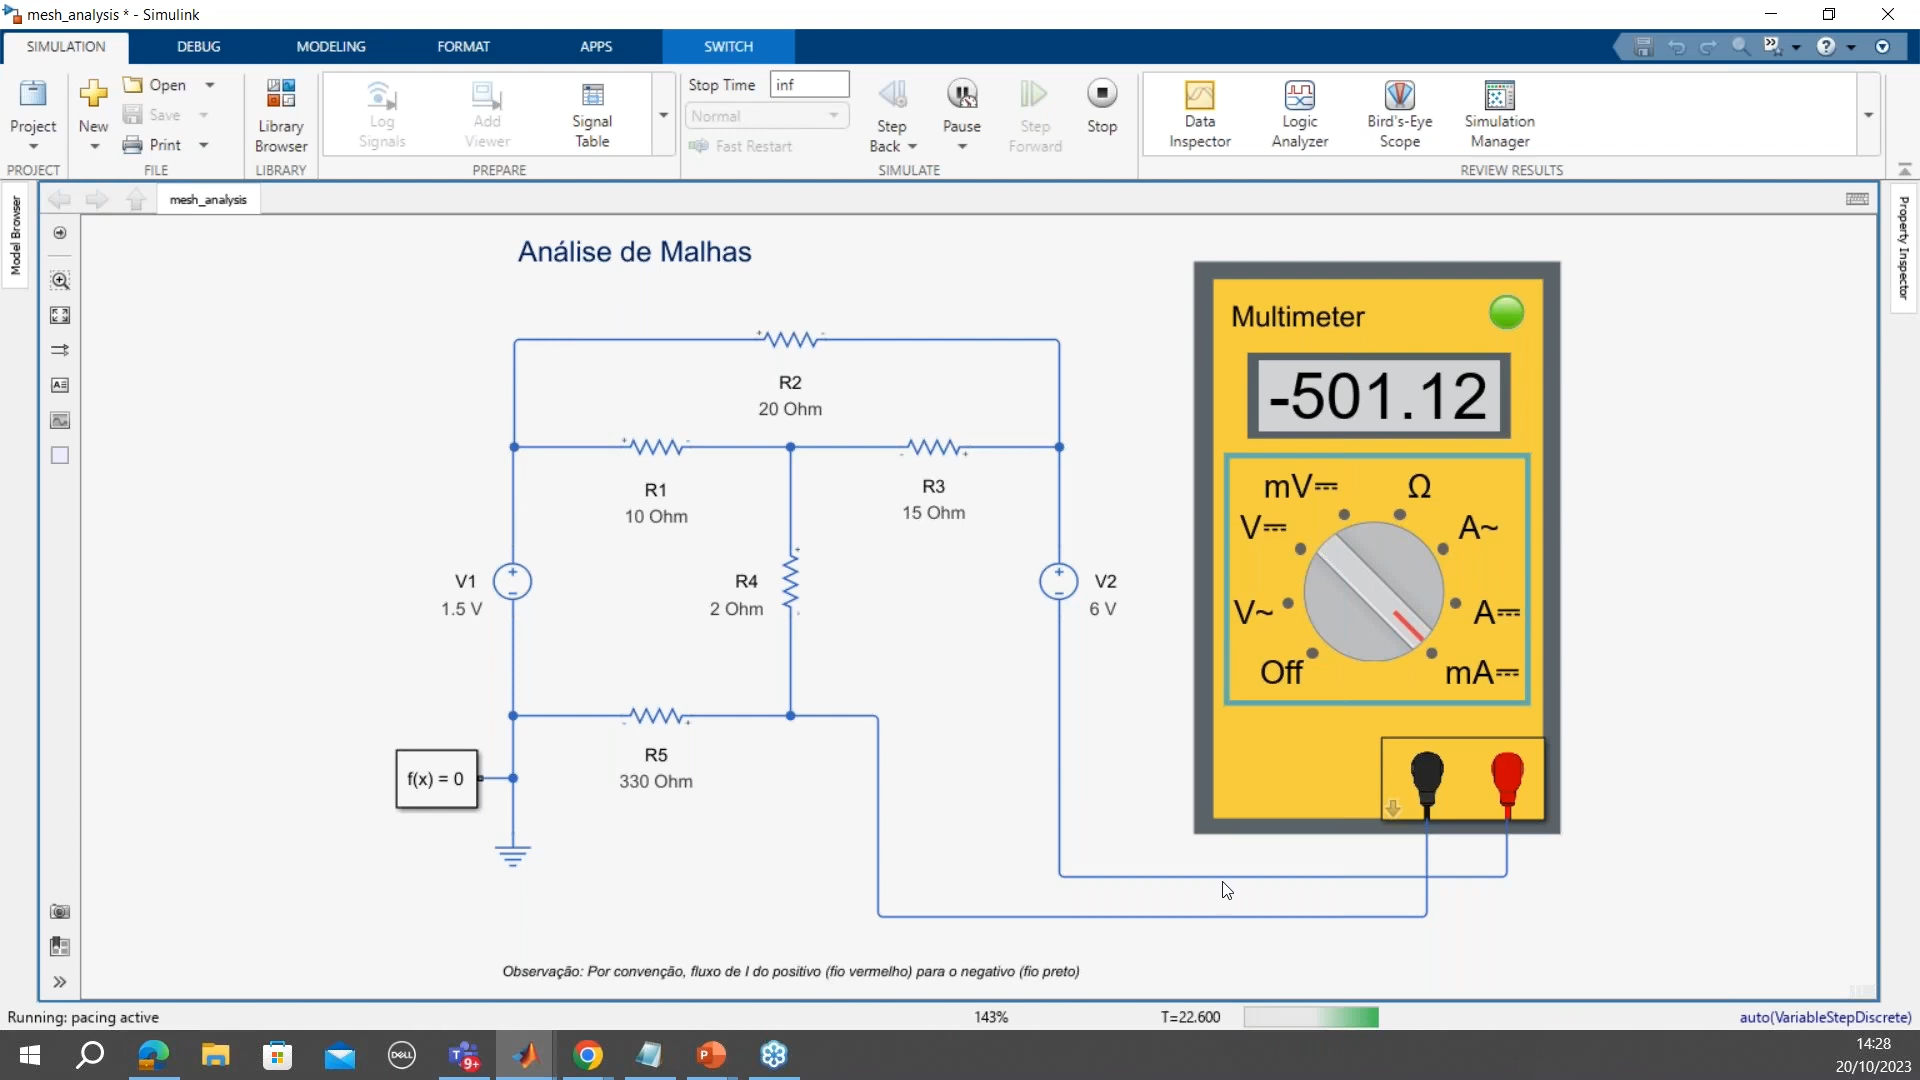 mesh_analysis * - Simulink
SIMULATION DEBUG MODELING FORMAT APPS SWITCH
Project
New
Open
Save
Print
Library Browser
Log Signals
Add Viewer
Signal Table
Stop Time inf
Normal
Fast Restart
Step Back
Pause
Step Forward
Stop
Data Inspector
Logic Analyzer
Bird's-Eye Scope
Simulation Manager
PROJECT FILE LIBRARY PREPARE SIMULATE REVIEW RESULTS
Model Browser
mesh_analysis
Property Inspector
Análise de Malhas
R2
20 Ohm
R1
10 Ohm
R3
15 Ohm
V1
1.5 V
R4
2 Ohm
V2
6 V
R5
330 Ohm
f(x) = 0
Multimeter
-501.12
mV Ω
V A~
V~ A
Off mA
Observação: Por convenção, fluxo de I do positivo (fio vermelho) para o negativo (fio preto)
Running: pacing active 143% T=22.600 auto(VariableStepDiscrete)
DELL
9+
14:28
20/10/2023